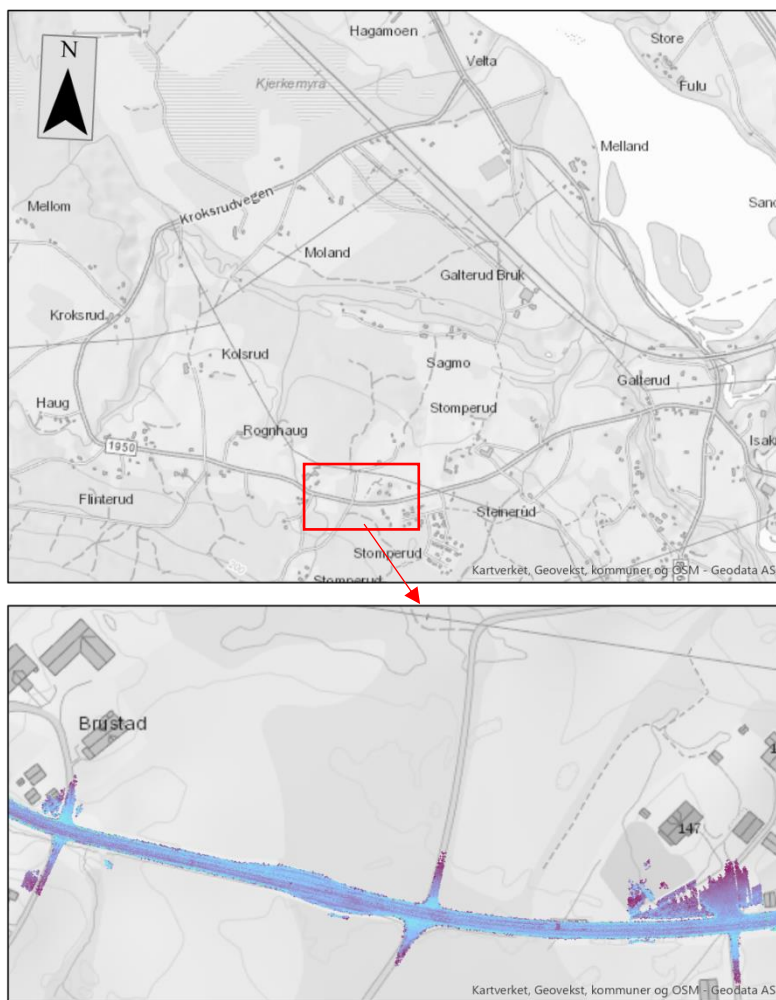 N
Hagamoen
Store
Velta
Fulu
Kjerkemyra
Melland
Kroksrudvegen
Mellom
Moland
Galterud Bruk
Kroksrud
Kolsrud
Sagmo
Galterud
Haug
Stomperud
Rognhaug
1950
Flinterud
Steinerud
Stomperud
Stomperud
Kartverket, Geovekst, kommuner og OSM - Geodata AS
Brustad
147
Kartverket, Geovekst, kommuner og OSM - Geodata AS